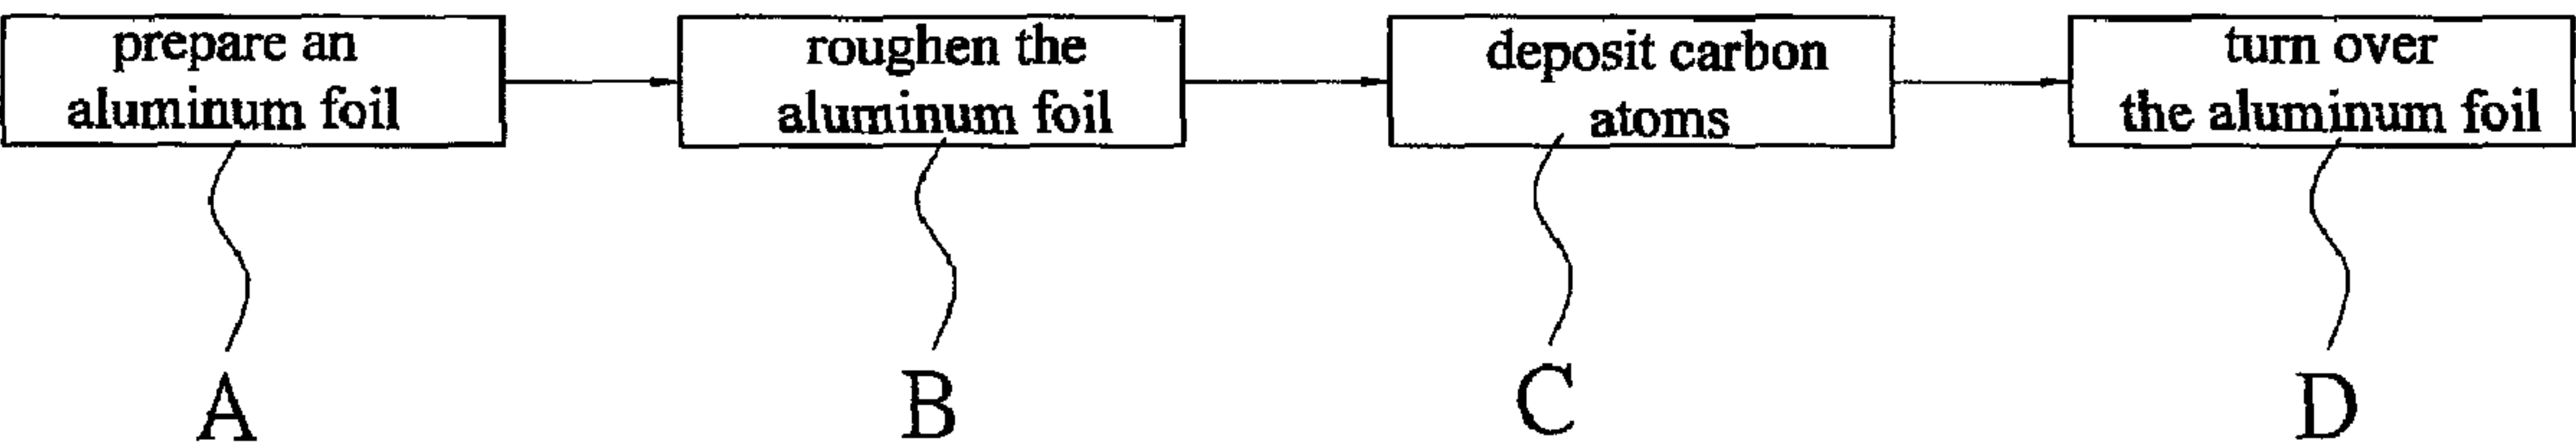 prepare an
aluminum foil
roughen the
aluminum foil
deposit carbon
atoms
turn over
the aluminum foil
A
B
C
D